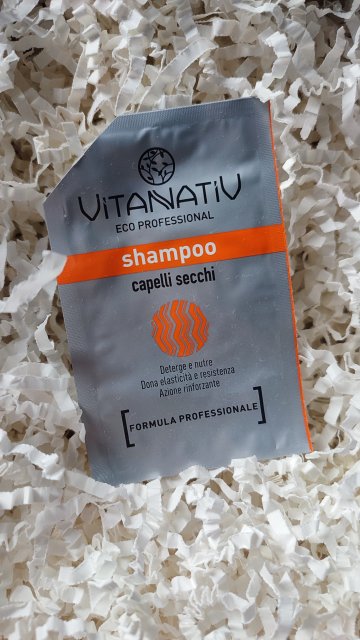 ViTANATiV
ECO PROFESSIONAL
shampoo
capelli secchi
Deterge e nutre
Dona elasticità e resistenza
Azione rinforzante
[FORMULA PROFESSIONALE]